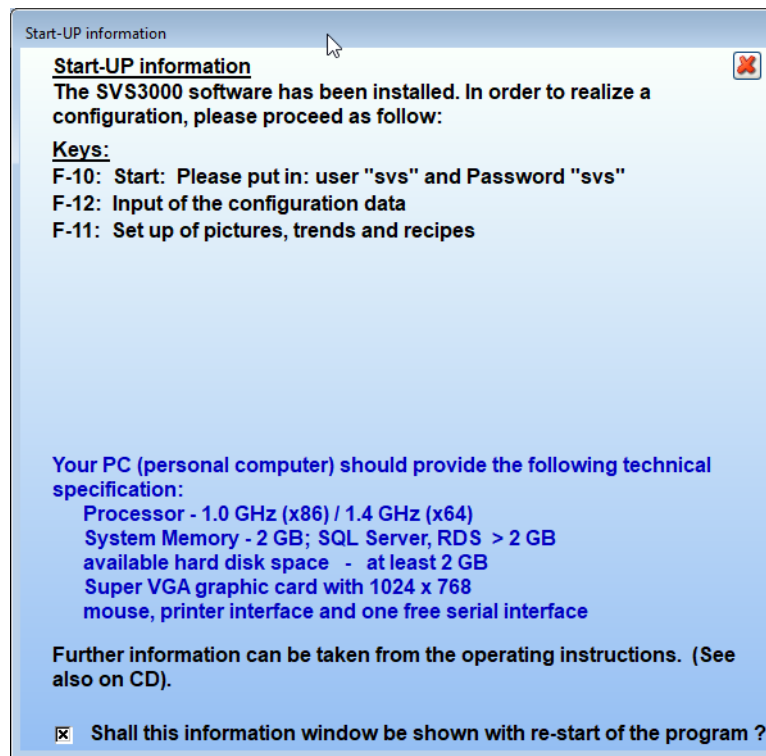 Start-UP information
Start-UP information
The SVS3000 software has been installed. In order to realize a
configuration, please proceed as follow:
Keys:
F-10: Start: Please put in: user "svs" and Password "svs"
F-12: Input of the configuration data
F-11: Set up of pictures, trends and recipes
Your PC (personal computer) should provide the following technical
specification:
Processor - 1.0 GHz (x86) / 1.4 GHz (x64)
System Memory - 2 GB; SQL Server, RDS > 2 GB
available hard disk space - at least 2 GB
Super VGA graphic card with 1024 x 768
mouse, printer interface and one free serial interface
Further information can be taken from the operating instructions. (See
also on CD).
Shall this information window be shown with re-start of the program ?